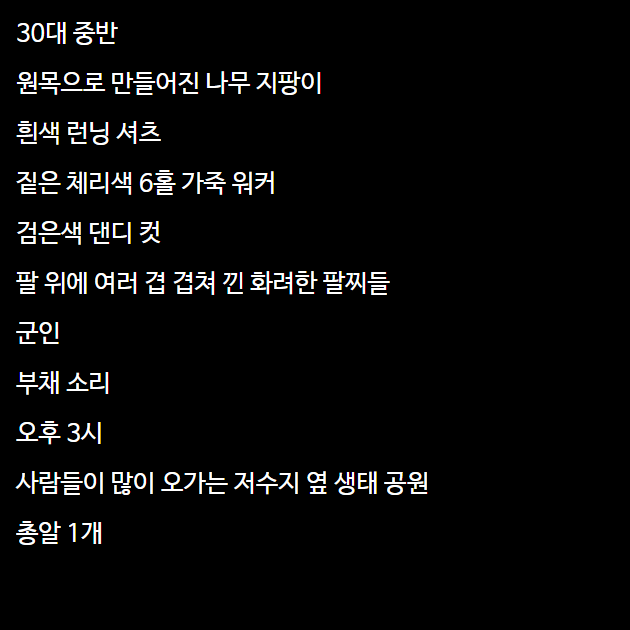 30대 중반
원목으로 만들어진 나무 지팡이
흰색 런닝 셔츠
짙은 체리색 6홀 가죽 워커
검은색 댄디 컷
팔 위에 여러 겹 겹쳐 낀 화려한 팔찌들
군인
부채 소리
오후 3시
사람들이 많이 오가는 저수지 옆 생태 공원
총알 1개